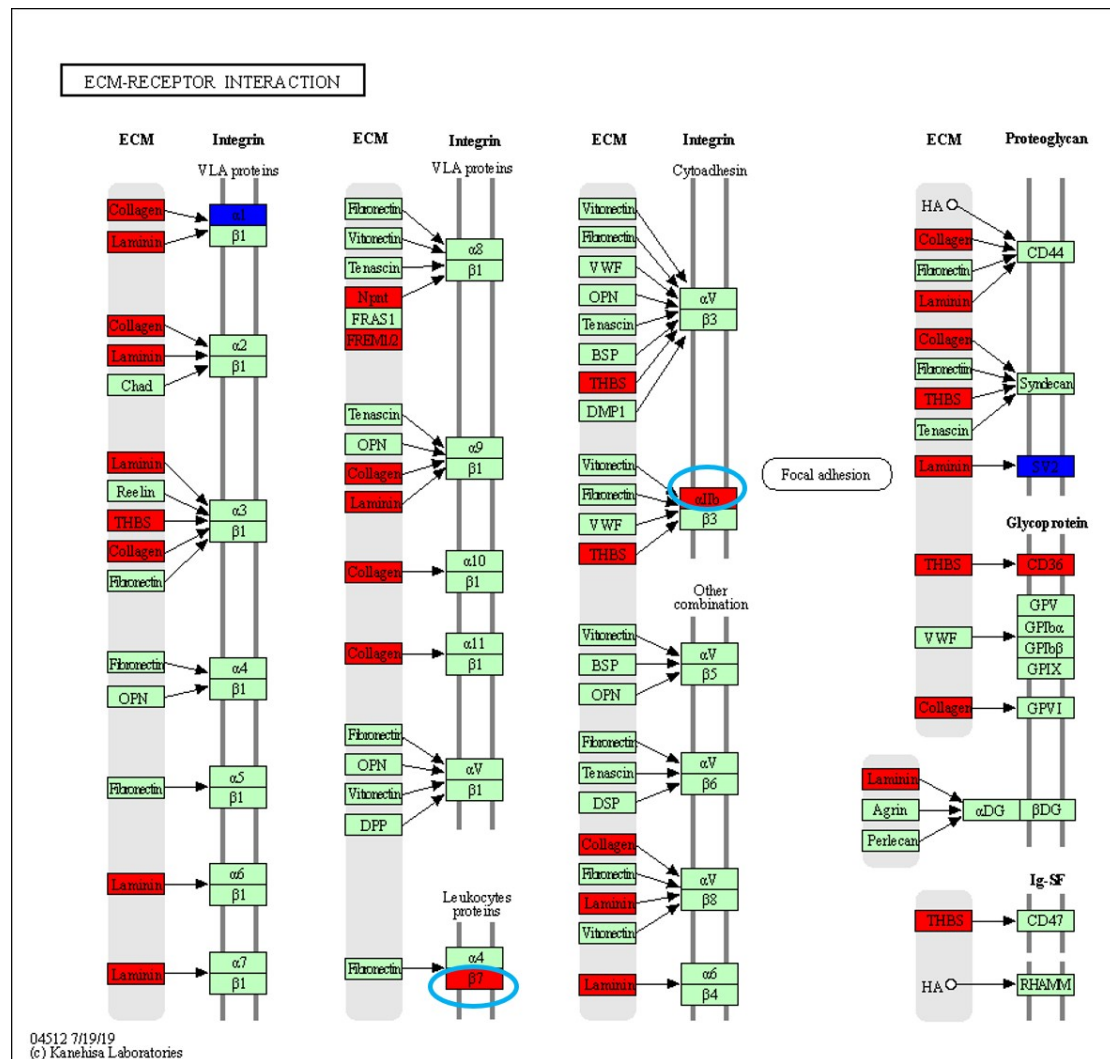 ECM-RECEPTOR INTERACTION
ECM
Integrin
VLA proteins
Collagen
Laminin
α1
β1
Collagen
Laminin
Chad
α2
β1
Laminin
Reelin
THBS
Collagen
Fibronectin
α3
β1
Fibronectin
OPN
α4
β1
Fibronectin
α5
β1
Laminin
α6
β1
Laminin
α7
β1
ECM
Integrin
VLA proteins
Fibronectin
Vitronectin
Tenascin
Npnt
FRAS1
FREM1/2
α8
β1
Tenascin
OPN
Collagen
Laminin
α9
β1
Collagen
α10
β1
Collagen
α11
β1
Fibronectin
OPN
Vitronectin
DPP
αV
β1
Leukocytes
proteins
Fibronectin
α4
β7
ECM
Integrin
Cytoadhesin
Vitronectin
Fibronectin
VWF
OPN
Tenascin
BSP
THBS
DMP1
αV
β3
Vitronectin
Fibronectin
VWF
THBS
αIIb
β3
Focal adhesion
Other
combination
Vitronectin
BSP
OPN
αV
β5
Fibronectin
Tenascin
DSP
αV
β6
Collagen
Fibronectin
Laminin
Vitronectin
αV
β8
Laminin
α6
β4
ECM
Proteoglycan
HA
Collagen
Fibronectin
Laminin
CD44
Collagen
Fibronectin
THBS
Tenascin
Syndecan
Laminin
SV2
Glycoprotein
THBS
CD36
VWF
GPV
GPIbα
GPIbβ
GPIX
Collagen
GPVI
Laminin
Agrin
Perlecan
αDG
βDG
Ig-SF
THBS
CD47
HA
RHAMM
04512 7/19/19
(c) Kanehisa Laboratories